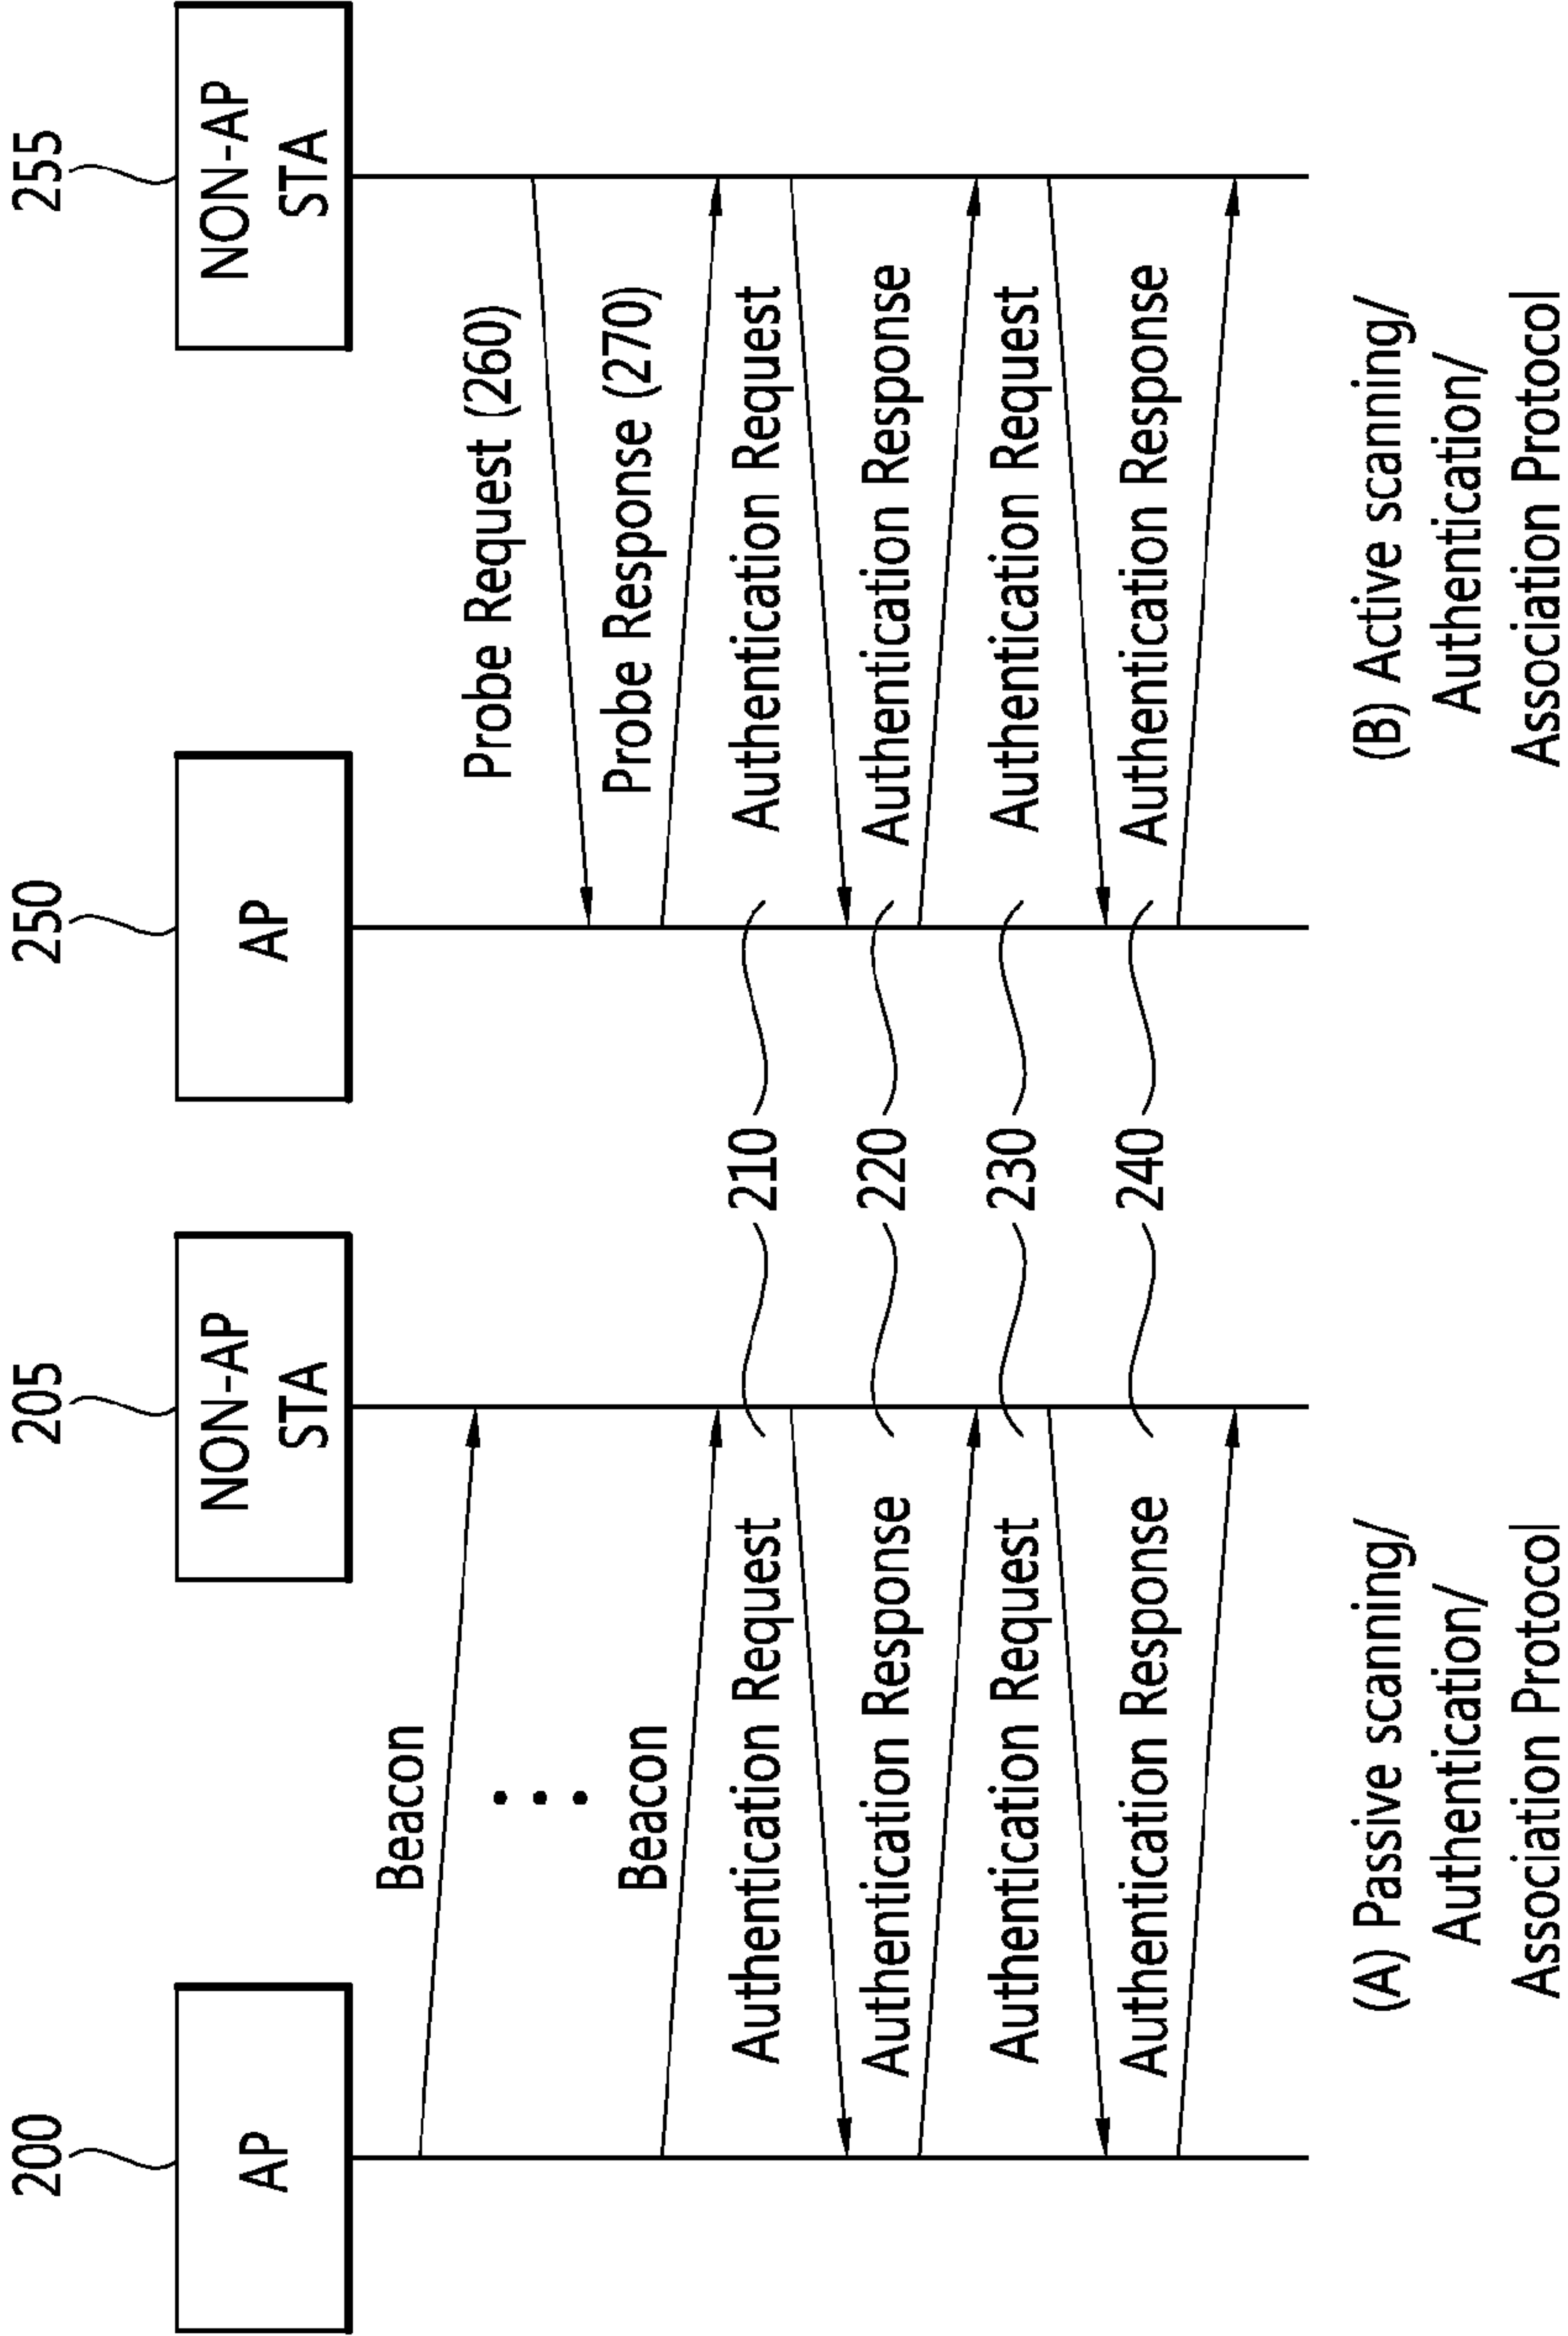 200
205
250
255
AP
NON-AP
STA
AP
NON-AP
STA
Beacon
Beacon
Authentication Request
Authentication Response
Authentication Request
Authentication Response
210
220
230
240
Probe Request (260)
Probe Response (270)
Authentication Request
Authentication Response
Authentication Request
Authentication Response
(A) Passive scanning/
Authentication/
Association Protocol
(B) Active scanning/
Authentication/
Association Protocol